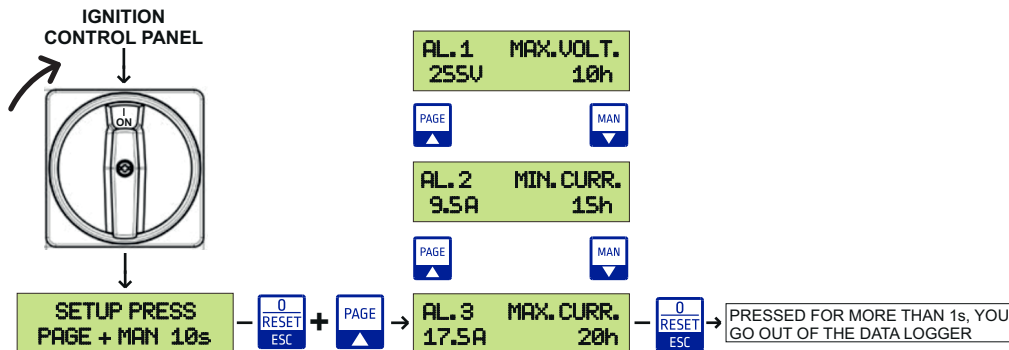 IGNITION
CONTROL PANEL
I
ON
SETUP PRESS
PAGE + MAN 10s
0
RESET
ESC
+
PAGE
AL.1 MAX.VOLT.
255V 10h
PAGE
MAN
AL.2 MIN.CURR.
9.5A 15h
PAGE
MAN
AL.3 MAX.CURR.
17.5A 20h
0
RESET
ESC
PRESSED FOR MORE THAN 1s, YOU
GO OUT OF THE DATA LOGGER